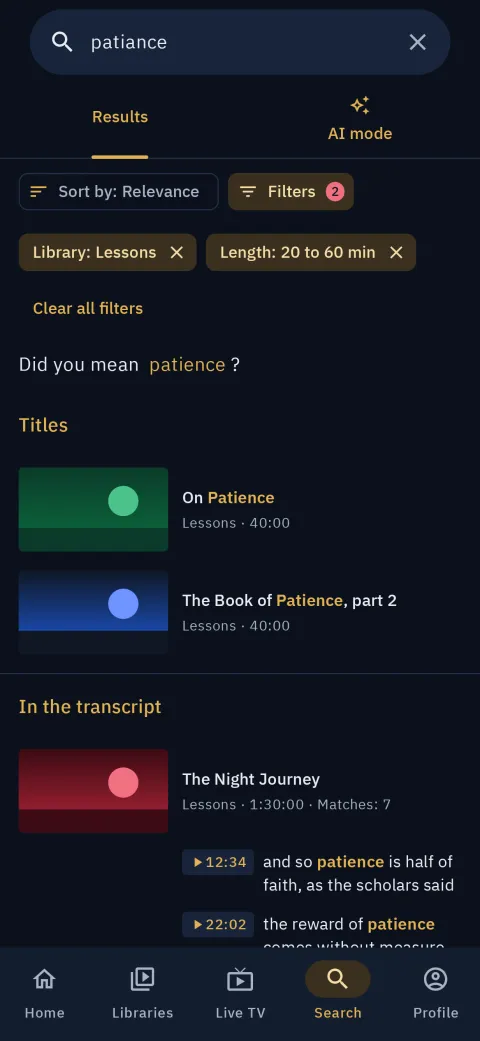 patiance
Results
AI mode
Sort by: Relevance
Filters 2
Library: Lessons
Length: 20 to 60 min
Clear all filters
Did you mean patience ?
Titles
On Patience
Lessons · 40:00
The Book of Patience, part 2
Lessons · 40:00
In the transcript
The Night Journey
Lessons · 1:30:00 · Matches: 7
12:34 and so patience is half of
faith, as the scholars said
22:02 the reward of patience
comes without measure
Home
Libraries
Live TV
Search
Profile